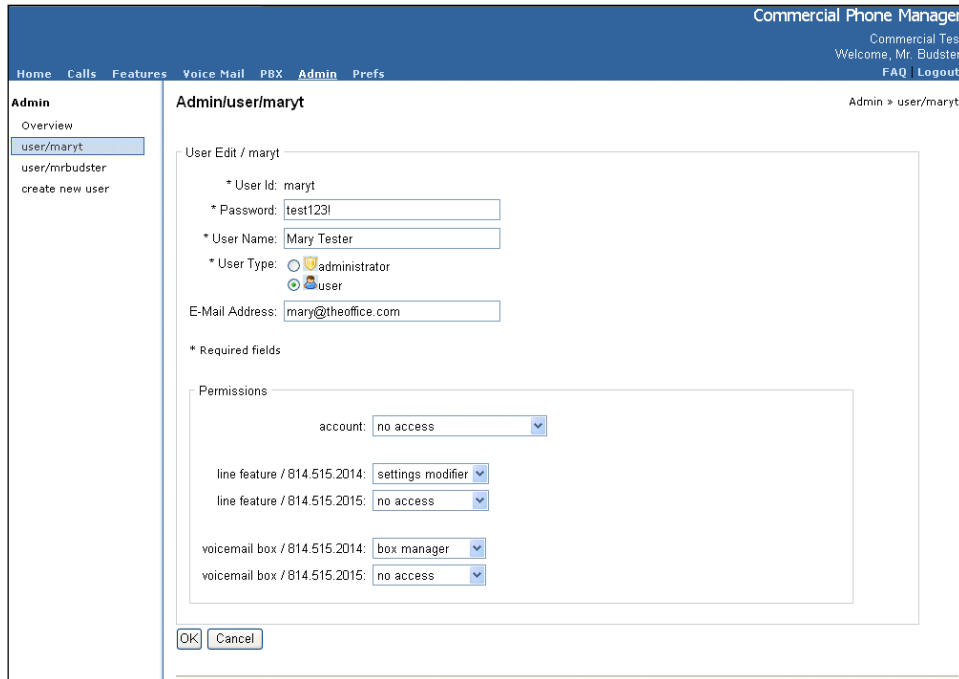 Commercial Phone Manager
Commercial Tes
Welcome, Mr. Budster
Home Calls Features Voice Mail PBX Admin Prefs
FAQ | Logout
Admin
Overview
user/maryt
user/mrbudster
create new user
Admin/user/maryt
Admin » user/maryt
User Edit / maryt
* User Id: maryt
* Password: test123!
* User Name: Mary Tester
* User Type: administrator
user
E-Mail Address: mary@theoffice.com
* Required fields
Permissions
account: no access
line feature / 814.515.2014: settings modifier
line feature / 814.515.2015: no access
voicemail box / 814.515.2014: box manager
voicemail box / 814.515.2015: no access
OK Cancel